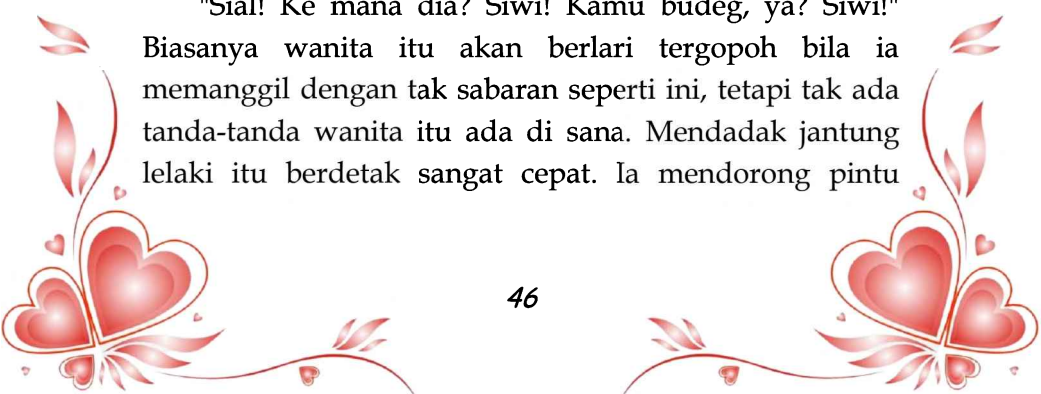 "Sial! Ke mana dia? Siwi! Kamu budeg, ya? Siwi!"
Biasanya wanita itu akan berlari tergopoh bila ia
memanggil dengan tak sabaran seperti ini, tetapi tak ada
tanda-tanda wanita itu ada di sana. Mendadak jantung
lelaki itu berdetak sangat cepat. Ia mendorong pintu
46